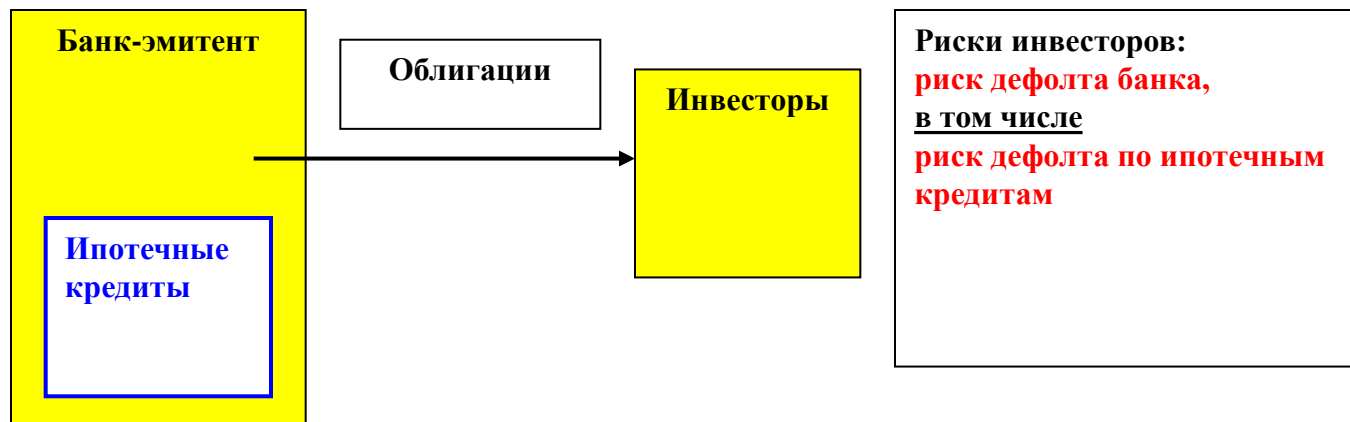 Банк-эмитент
Ипотечные
кредиты
Облигации
Инвесторы
Риски инвесторов:
риск дефолта банка,
в том числе
риск дефолта по ипотечным
кредитам